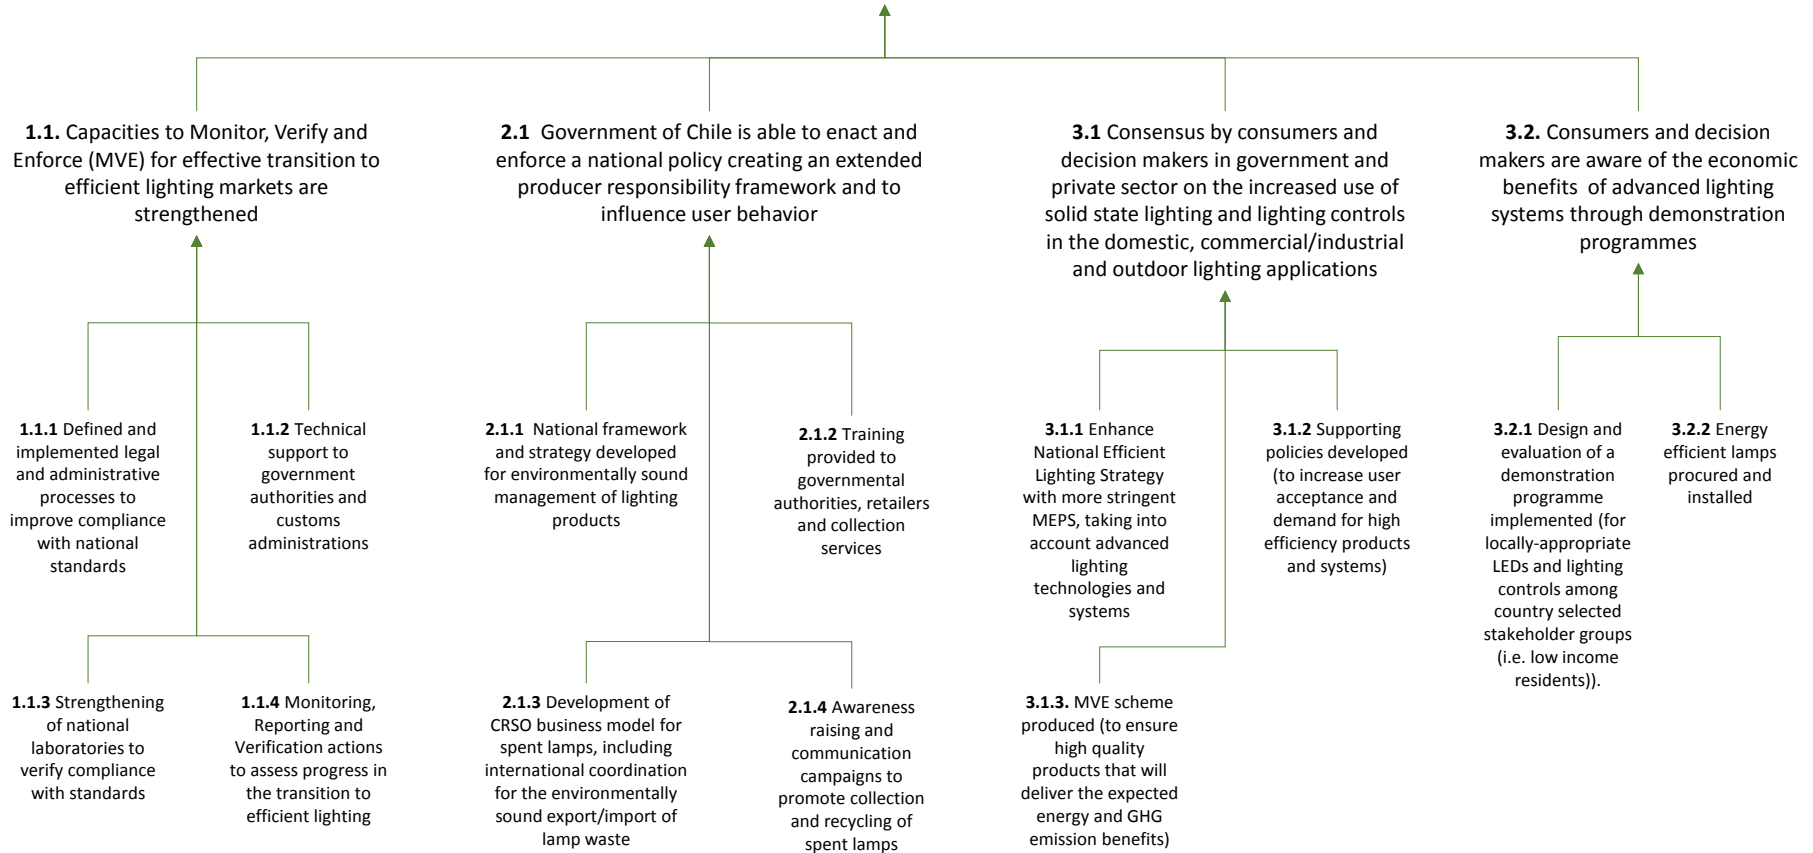 1.1. Capacities to Monitor, Verify and
Enforce (MVE) for effective transition to
efficient lighting markets are
strengthened
2.1 Government of Chile is able to enact and
enforce a national policy creating an extended
producer responsibility framework and to
influence user behavior
3.1 Consensus by consumers and
decision makers in government and
private sector on the increased use of
solid state lighting and lighting controls
in the domestic, commercial/industrial
and outdoor lighting applications
3.2. Consumers and decision
makers are aware of the economic
benefits of advanced lighting
systems through demonstration
programmes
1.1.1 Defined and
implemented legal
and administrative
processes to
improve compliance
with national
standards
1.1.2 Technical
support to
government
authorities and
customs
administrations
2.1.1 National framework
and strategy developed
for environmentally sound
management of lighting
products
2.1.2 Training
provided to
governmental
authorities, retailers
and collection
services
3.1.1 Enhance
National Efficient
Lighting Strategy
with more stringent
MEPS, taking into
account advanced
lighting
technologies and
systems
3.1.2 Supporting
policies developed
(to increase user
acceptance and
demand for high
efficiency products
and systems)
3.2.1 Design and
evaluation of a
demonstration
programme
implemented (for
locally-appropriate
LEDs and lighting
controls among
country selected
stakeholder groups
(i.e. low income
residents)).
3.2.2 Energy
efficient lamps
procured and
installed
1.1.3 Strengthening
of national
laboratories to
verify compliance
with standards
1.1.4 Monitoring,
Reporting and
Verification actions
to assess progress in
the transition to
efficient lighting
2.1.3 Development of
CRSO business model for
spent lamps, including
international coordination
for the environmentally
sound export/import of
lamp waste
2.1.4 Awareness
raising and
communication
campaigns to
promote collection
and recycling of
spent lamps
3.1.3. MVE scheme
produced (to ensure
high quality
products that will
deliver the expected
energy and GHG
emission benefits)